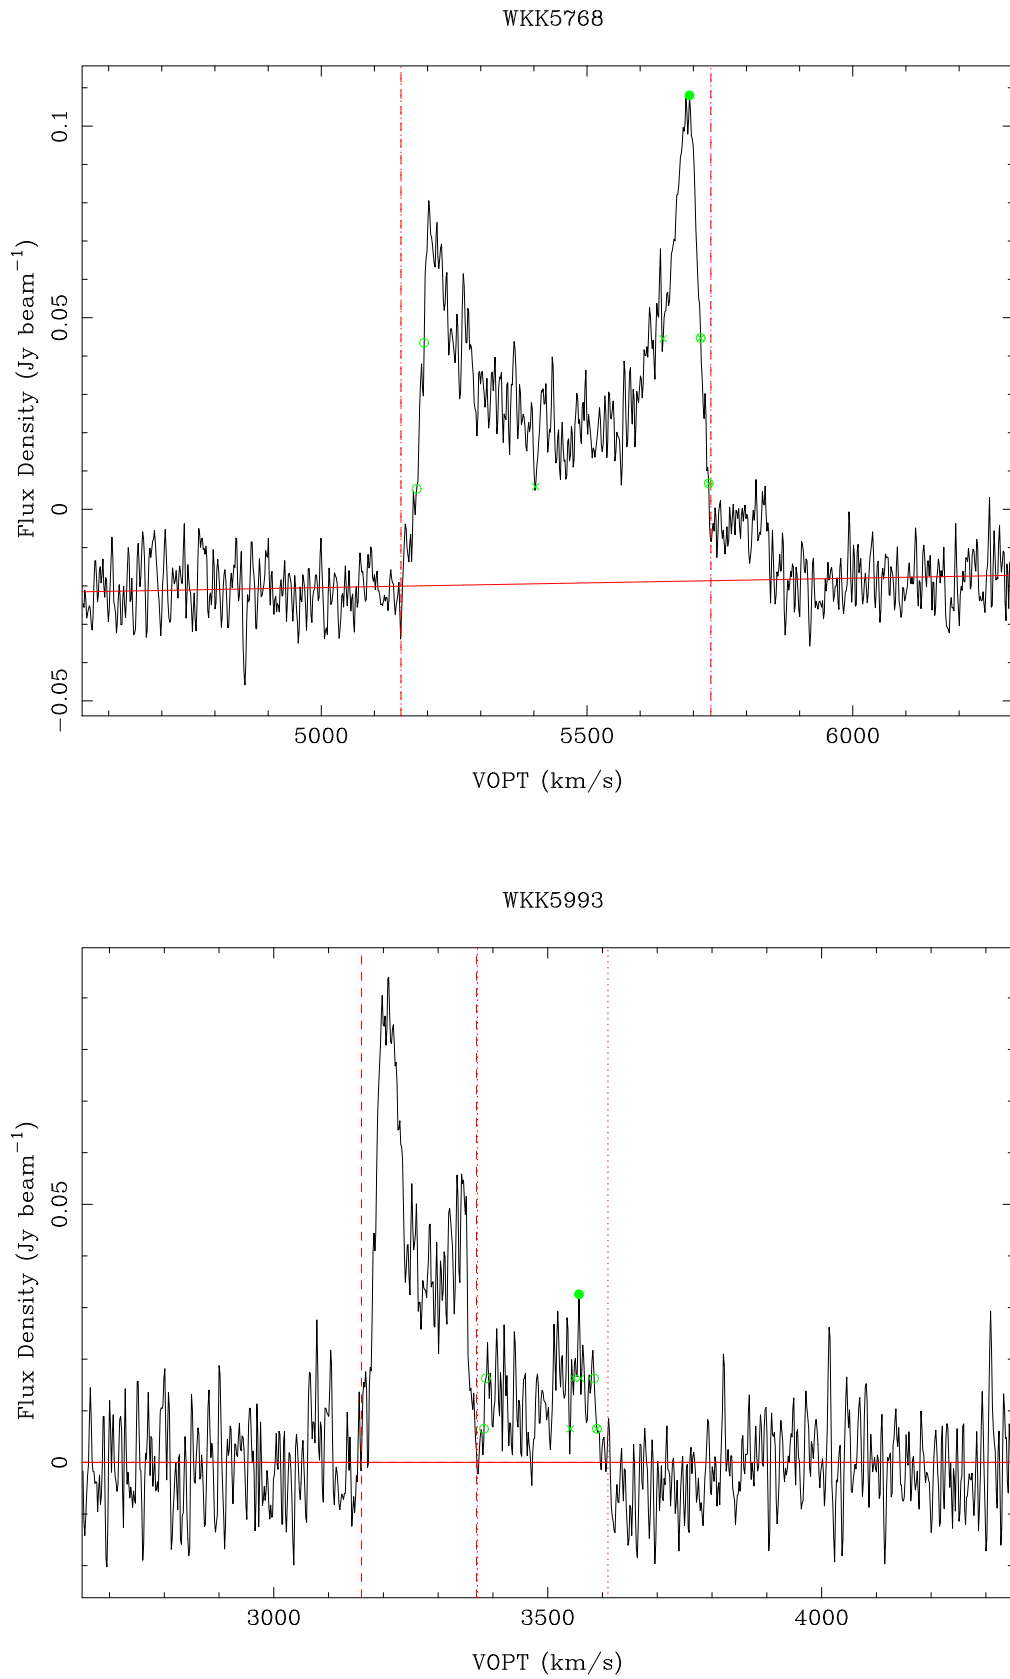 WKK5768
0.1
0.05
0
−0.05
Flux Density (Jy beam−1)
5000 5500 6000
VOPT (km/s)
WKK5993
0.05
0
Flux Density (Jy beam−1)
3000 3500 4000
VOPT (km/s)